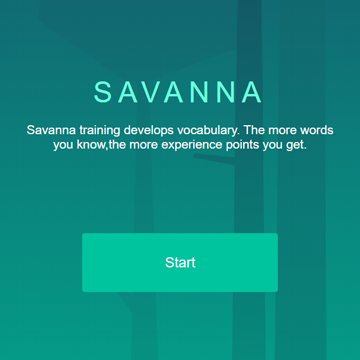 SAVANNA
Savanna training develops vocabulary. The more words
you know,the more experience points you get.
Start